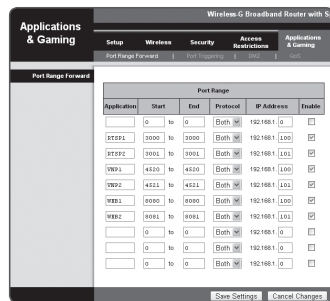 Wireless-G Broadband Router with S
Applications
& Gaming
Setup Wireless Security Access Restrictions Applications & Gaming
Port Range Forward | Port Triggering | DMZ | QoS
Port Range Forward
Port Range
Application Start End Protocol IP Address Enable
0 to 0 Both 192.168.1. 0
RTSP1 3000 to 3000 Both 192.168.1. 100
RTSP2 3001 to 3001 Both 192.168.1. 101
VNP1 4520 to 4520 Both 192.168.1. 100
VNP2 4521 to 4521 Both 192.168.1. 101
WEB1 8080 to 8080 Both 192.168.1. 100
WEB2 8081 to 8081 Both 192.168.1. 101
0 to 0 Both 192.168.1. 0
0 to 0 Both 192.168.1. 0
0 to 0 Both 192.168.1. 0
Save Settings Cancel Changes